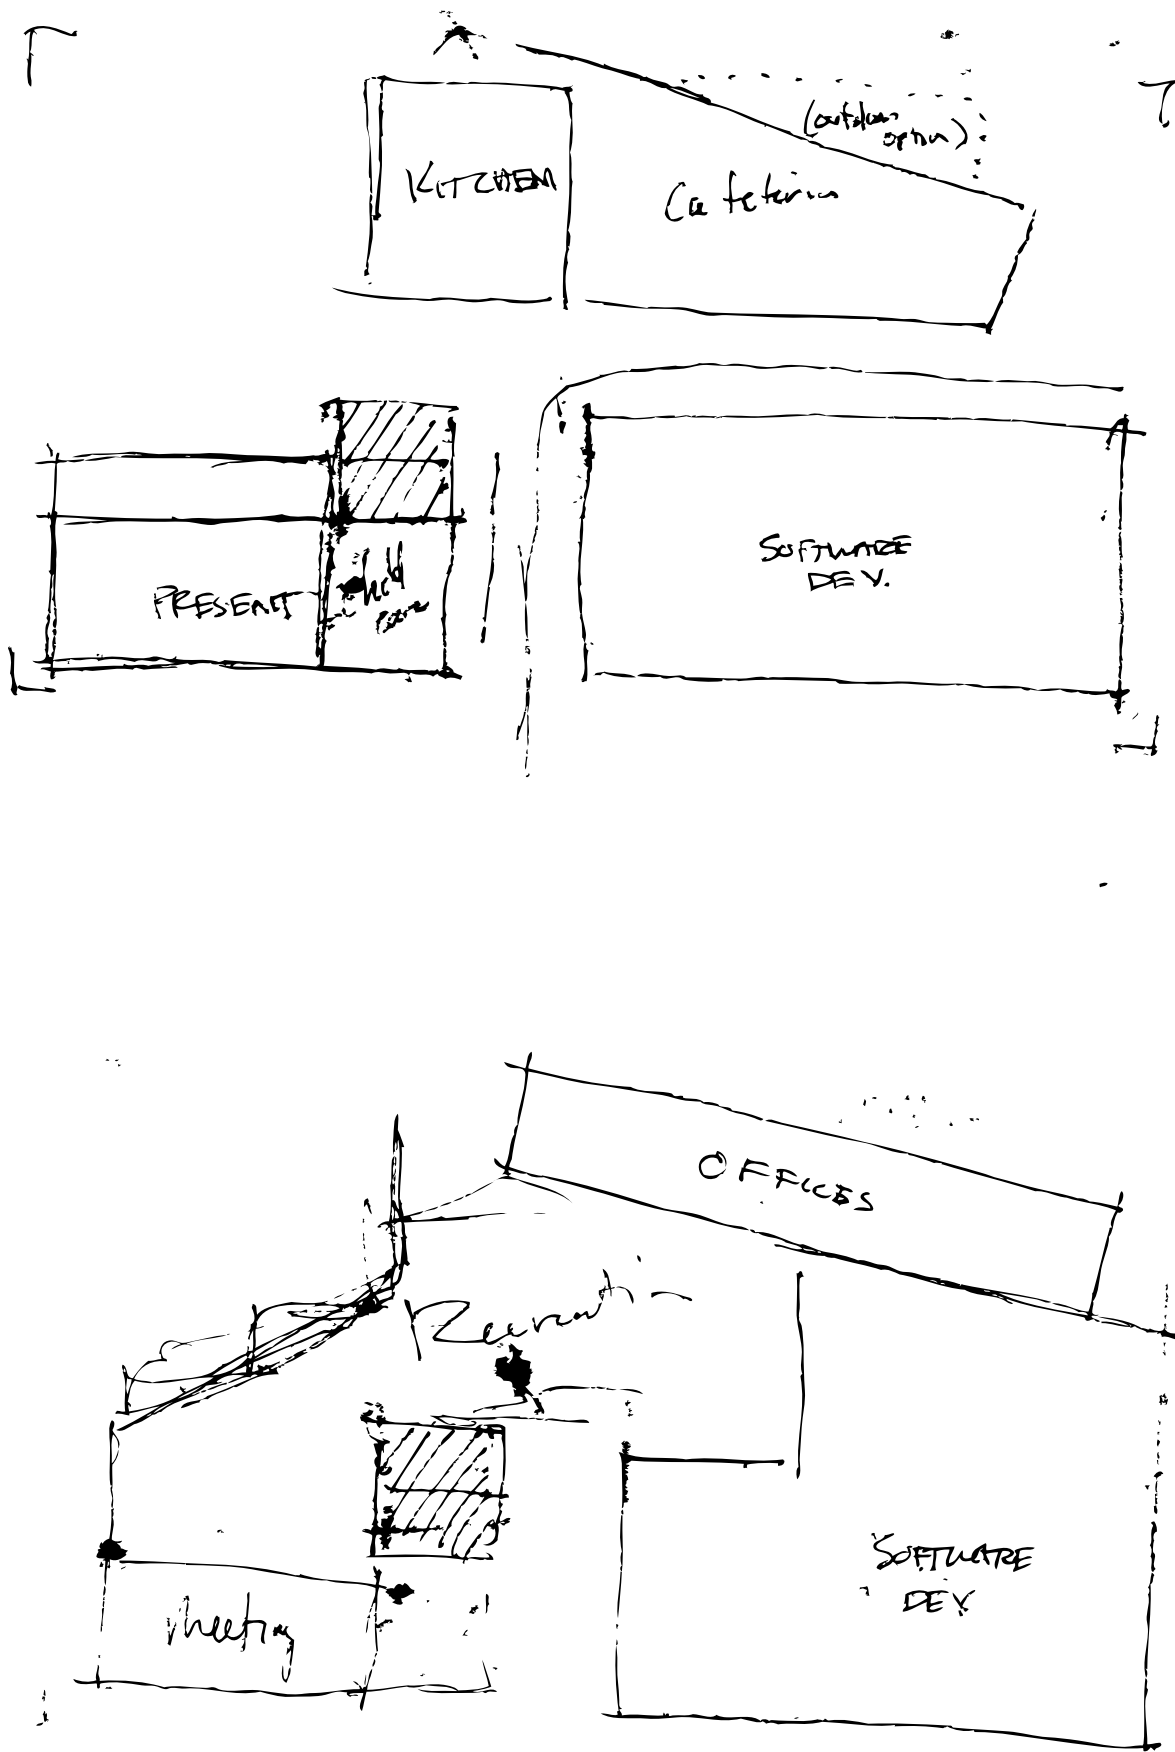 (outdoor
option)
KITCHEN
Cafeteria
SOFTWARE
DEV.
PRESENT
OFFICES
Recreation
SOFTWARE
DEV.
Meeting